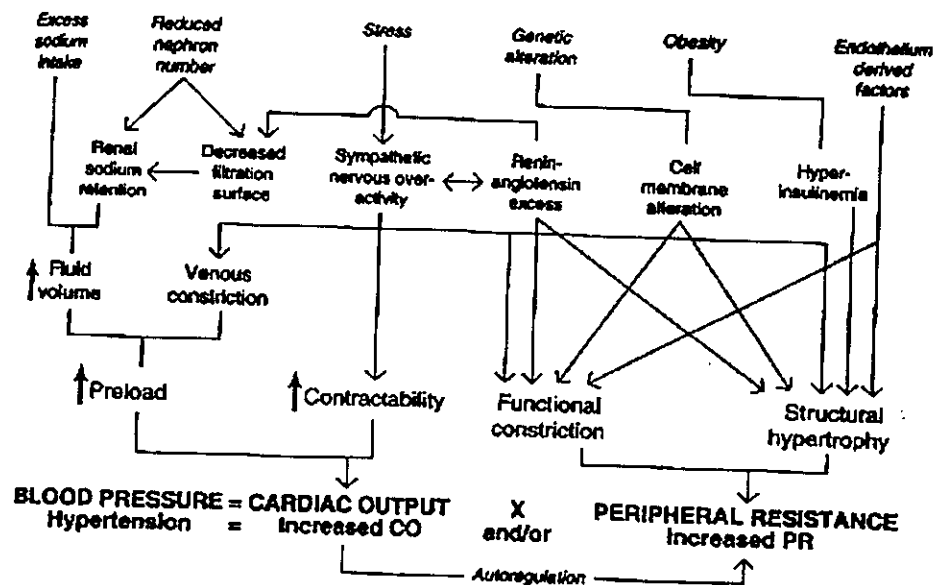 Excess
sodium
intake
Reduced
nephron
number
Stress
Genetic
alteration
Obesity
Endothelium
derived
factors
Renal
sodium
retention
Decreased
filtration
surface
Sympathetic
nervous over-
activity
Renin-
angiotensin
excess
Cell
membrane
alteration
Hyper-
insulinemia
Fluid
volume
Venous
constriction
Preload
Contractability
Functional
constriction
Structural
hypertrophy
BLOOD PRESSURE = CARDIAC OUTPUT X PERIPHERAL RESISTANCE
Hypertension = Increased CO and/or Increased PR
Autoregulation